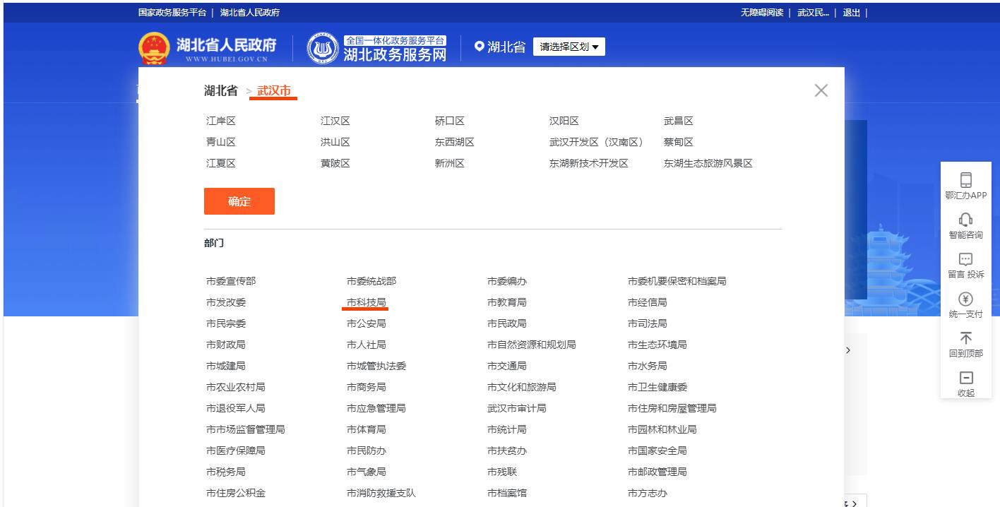 国家政务服务平台 | 湖北省人民政府 无障碍阅读 | 武汉民... | 退出 |
湖北省人民政府 WWW.HUBEI.GOV.CN 全国一体化政务服务平台 湖北政务服务网 湖北省 请选择区划
湖北省 > 武汉市
江岸区 江汉区 硚口区 汉阳区 武昌区
青山区 洪山区 东西湖区 武汉开发区（汉南区） 蔡甸区
江夏区 黄陂区 新洲区 东湖新技术开发区 东湖生态旅游风景区
确定
部门
市委宣传部 市委统战部 市委编办 市委机要保密和档案局
市发改委 市科技局 市教育局 市经信局
市民宗委 市公安局 市民政局 市司法局
市财政局 市人社局 市自然资源和规划局 市生态环境局
市城建局 市城管执法委 市交通局 市水务局
市农业农村局 市商务局 市文化和旅游局 市卫生健康委
市退役军人局 市应急管理局 武汉市审计局 市住房和房屋管理局
市市场监督管理局 市体育局 市统计局 市园林和林业局
市医疗保障局 市民防办 市扶贫办 市国家安全局
市税务局 市气象局 市残联 市邮政管理局
市住房公积金 市消防救援支队 市档案馆 市方志办
鄂汇办APP
智能咨询
留言 投诉
统一支付
回到顶部
收起